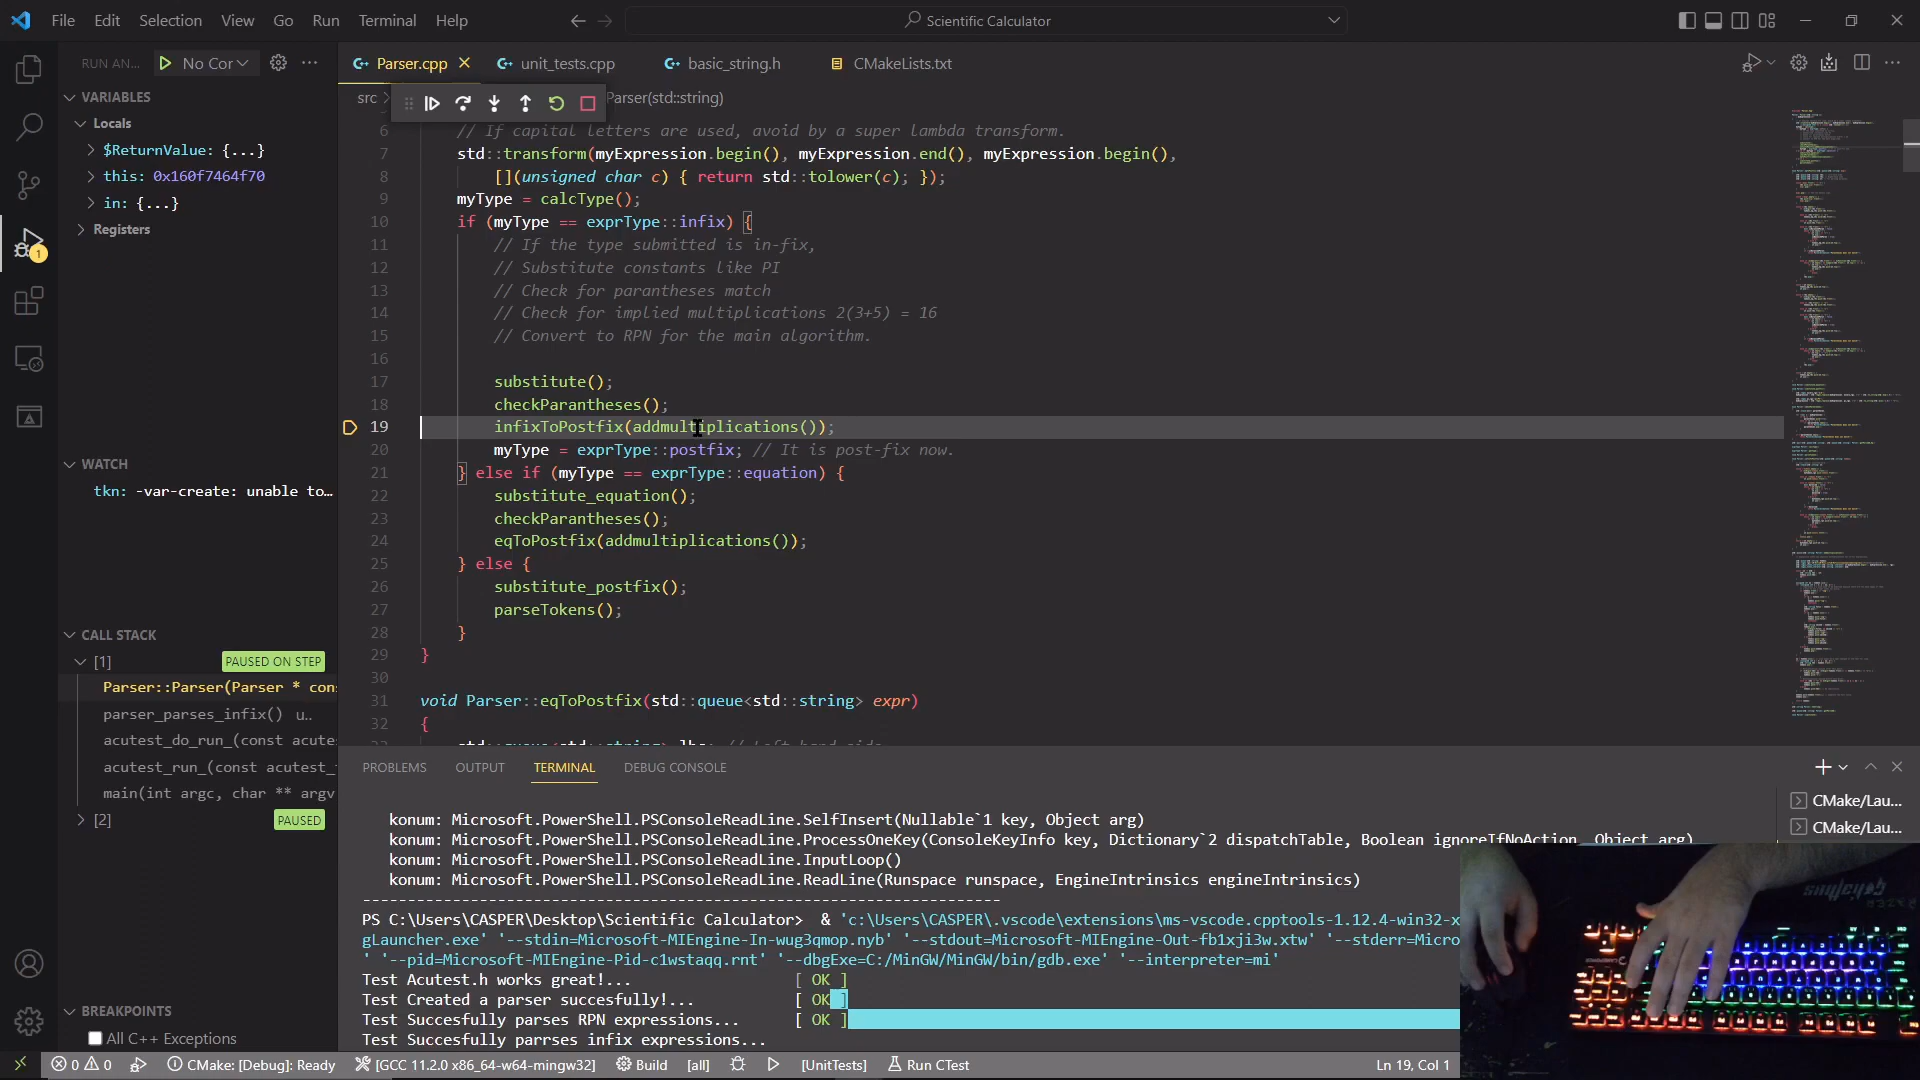 File Edit Selection View Go Run Terminal Help
Scientific Calculator
RUN AN...
No Cor
Parser.cpp
unit_tests.cpp
basic_string.h
CMakeLists.txt
VARIABLES
Locals
$ReturnValue: {...}
this: 0x160f7464f70
in: {...}
Registers
WATCH
tkn: -var-create: unable to...
CALL STACK
[1]
PAUSED ON STEP
Parser::Parser(Parser * con
parser_parses_infix() u..
acutest_do_run_(const acute
acutest_run_(const acutest_
main(int argc, char ** argv
[2]
PAUSED
BREAKPOINTS
All C++ Exceptions
src
Parser(std::string)
6 // If capital letters are used, avoid by a super lambda transform.
7 std::transform(myExpression.begin(), myExpression.end(), myExpression.begin(),
8 [](unsigned char c) { return std::tolower(c); });
9 myType = calcType();
10 if (myType == exprType::infix) {
11 // If the type submitted is in-fix,
12 // Substitute constants like PI
13 // Check for parantheses match
14 // Check for implied multiplications 2(3+5) = 16
15 // Convert to RPN for the main algorithm.
16
17 substitute();
18 checkParantheses();
19 infixToPostfix(addmultiplications());
20 myType = exprType::postfix; // It is post-fix now.
21 } else if (myType == exprType::equation) {
22 substitute_equation();
23 checkParantheses();
24 eqToPostfix(addmultiplications());
25 } else {
26 substitute_postfix();
27 parseTokens();
28 }
29 }
30
31 void Parser::eqToPostfix(std::queue<std::string> expr)
32 {
PROBLEMS OUTPUT TERMINAL DEBUG CONSOLE
konum: Microsoft.PowerShell.PSConsoleReadLine.SelfInsert(Nullable`1 key, Object arg)
konum: Microsoft.PowerShell.PSConsoleReadLine.ProcessOneKey(ConsoleKeyInfo key, Dictionary`2 dispatchTable, Boolean ignoreIfNoAction, Object arg)
konum: Microsoft.PowerShell.PSConsoleReadLine.InputLoop()
konum: Microsoft.PowerShell.PSConsoleReadLine.ReadLine(Runspace runspace, EngineIntrinsics engineIntrinsics)
-----------------------------------------------------------------------
PS C:\Users\CASPER\Desktop\Scientific Calculator> & 'c:\Users\CASPER\.vscode\extensions\ms-vscode.cpptools-1.12.4-win32-x
gLauncher.exe' '--stdin=Microsoft-MIEngine-In-wug3qmop.nyb' '--stdout=Microsoft-MIEngine-Out-fb1xji3w.xtw' '--stderr=Micro
' '--pid=Microsoft-MIEngine-Pid-c1wstaqq.rnt' '--dbgExe=C:/MinGW/MinGW/bin/gdb.exe' '--interpreter=mi'
Test Acutest.h works great!... [ OK ]
Test Created a parser succesfully!... [ OK ]
Test Succesfully parses RPN expressions... [ OK ]
Test Succesfully parrses infix expressions...
CMake/Lau...
CMake/Lau...
0 0
CMake: [Debug]: Ready
[GCC 11.2.0 x86_64-w64-mingw32]
Build
[all]
[UnitTests]
Run CTest
Ln 19, Col 1